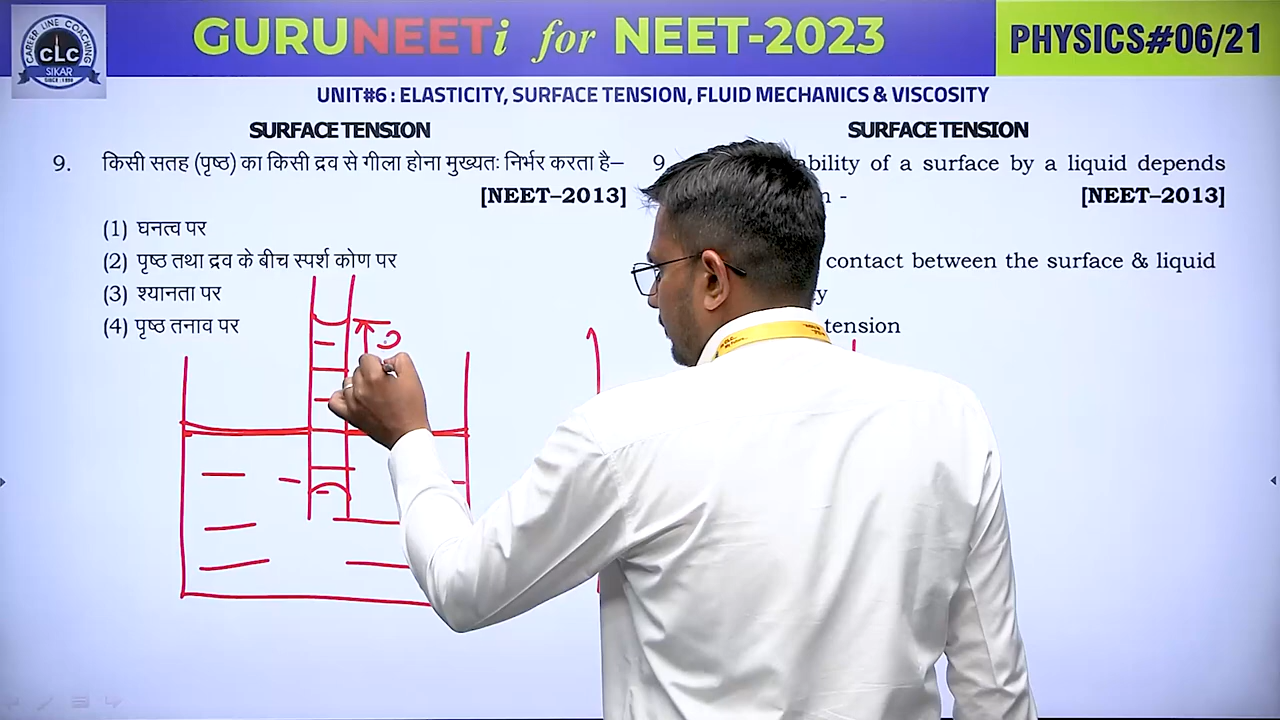 CAREER LINE COACHING
CLC
SIKAR
SINCE : 1996
GURUNEETi for NEET-2023
PHYSICS#06/21
UNIT#6 : ELASTICITY, SURFACE TENSION, FLUID MECHANICS & VISCOSITY
SURFACE TENSION
9. किसी सतह (पृष्ठ) का किसी द्रव से गीला होना मुख्यतः निर्भर करता है–
[NEET–2013]
(1) घनत्व पर
(2) पृष्ठ तथा द्रव के बीच स्पर्श कोण पर
(3) श्यानता पर
(4) पृष्ठ तनाव पर
SURFACE TENSION
9. ability of a surface by a liquid depends
n -
[NEET–2013]
contact between the surface & liquid
ty
tension